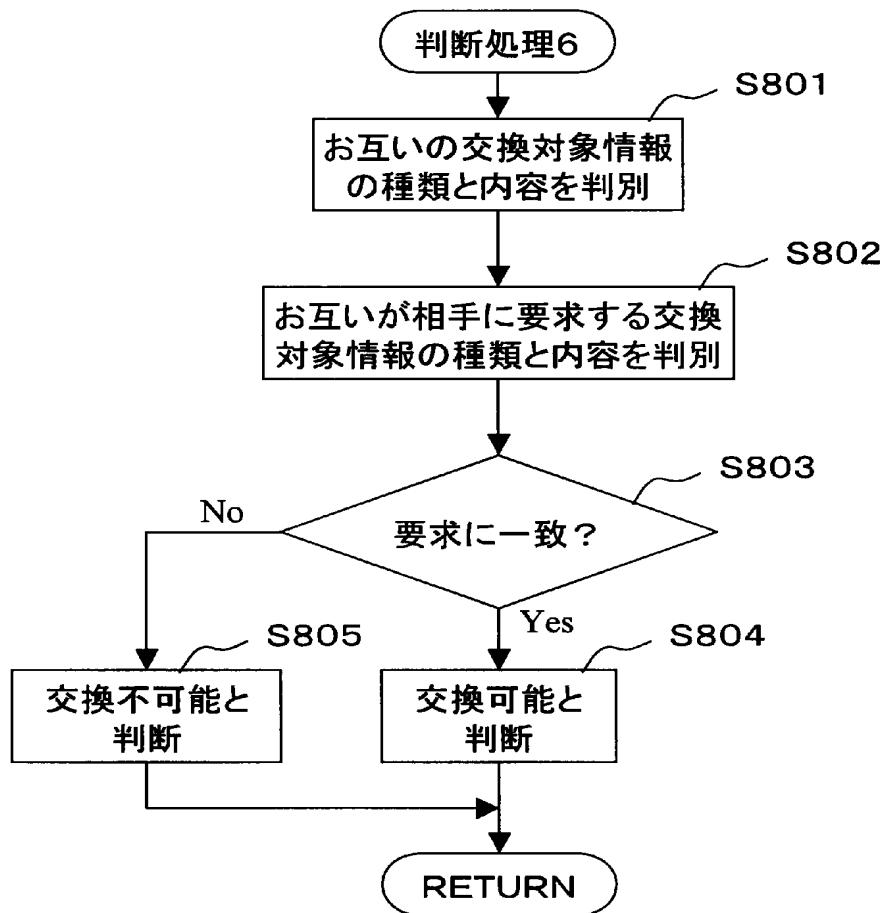 判断処理6
S801
お互いの交換対象情報
の種類と内容を判別
S802
お互いが相手に要求する交換
対象情報の種類と内容を判別
S803
要求に一致?
No
Yes
S805
交換不可能と
判断
S804
交換可能と
判断
RETURN